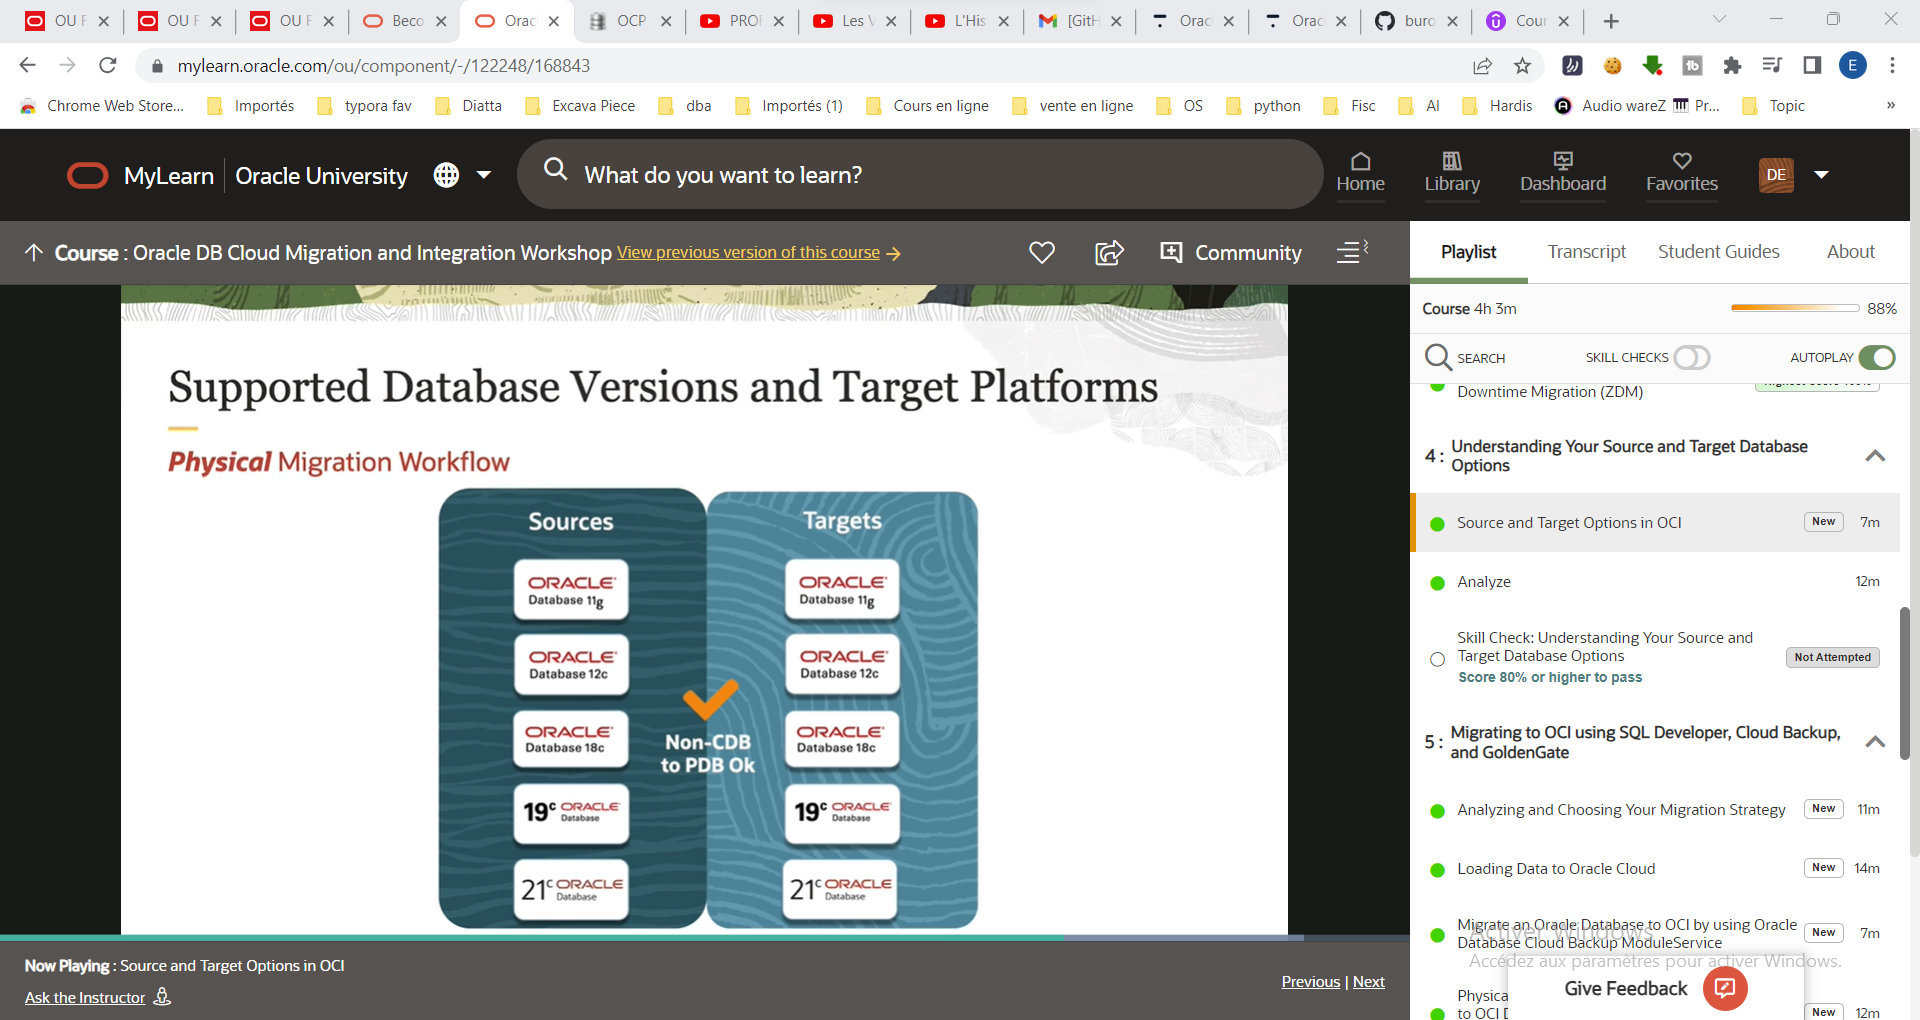 OU F
OU F
OU F
Beco
Orac
OCP
PROF
Les V
L'His
[GitH
Orac
Orac
buro
Cour
mylearn.oracle.com/ou/component/-/122248/168843
E
Chrome Web Store...
Importés
typora fav
Diatta
Excava Piece
dba
Importés (1)
Cours en ligne
vente en ligne
OS
python
Fisc
AI
Hardis
Audio wareZ
Pr...
Topic
»
MyLearn
Oracle University
What do you want to learn?
Home
Library
Dashboard
Favorites
DE
Course : Oracle DB Cloud Migration and Integration Workshop View previous version of this course
Community
Playlist
Transcript
Student Guides
About
Course 4h 3m
88%
SEARCH
SKILL CHECKS
AUTOPLAY
Supported Database Versions and Target Platforms
Physical Migration Workflow
Sources
Targets
ORACLE
Database 11g
ORACLE
Database 11g
ORACLE
Database 12c
ORACLE
Database 12c
ORACLE
Database 18c
ORACLE
Database 18c
Non-CDB
to PDB Ok
19c ORACLE
Database
19c ORACLE
Database
21c ORACLE
Database
21c ORACLE
Database
Downtime Migration (ZDM)
4 : Understanding Your Source and Target Database
Options
Source and Target Options in OCI
New
7m
Analyze
12m
Skill Check: Understanding Your Source and
Target Database Options
Not Attempted
Score 80% or higher to pass
5 : Migrating to OCI using SQL Developer, Cloud Backup,
and GoldenGate
Analyzing and Choosing Your Migration Strategy
New
11m
Loading Data to Oracle Cloud
New
14m
Migrate an Oracle Database to OCI by using Oracle
Database Cloud Backup ModuleService
New
7m
Activer Windows
Accédez aux paramètres pour activer Windows.
Physica
to OCI
New
12m
Give Feedback
Now Playing : Source and Target Options in OCI
Ask the Instructor
Previous | Next